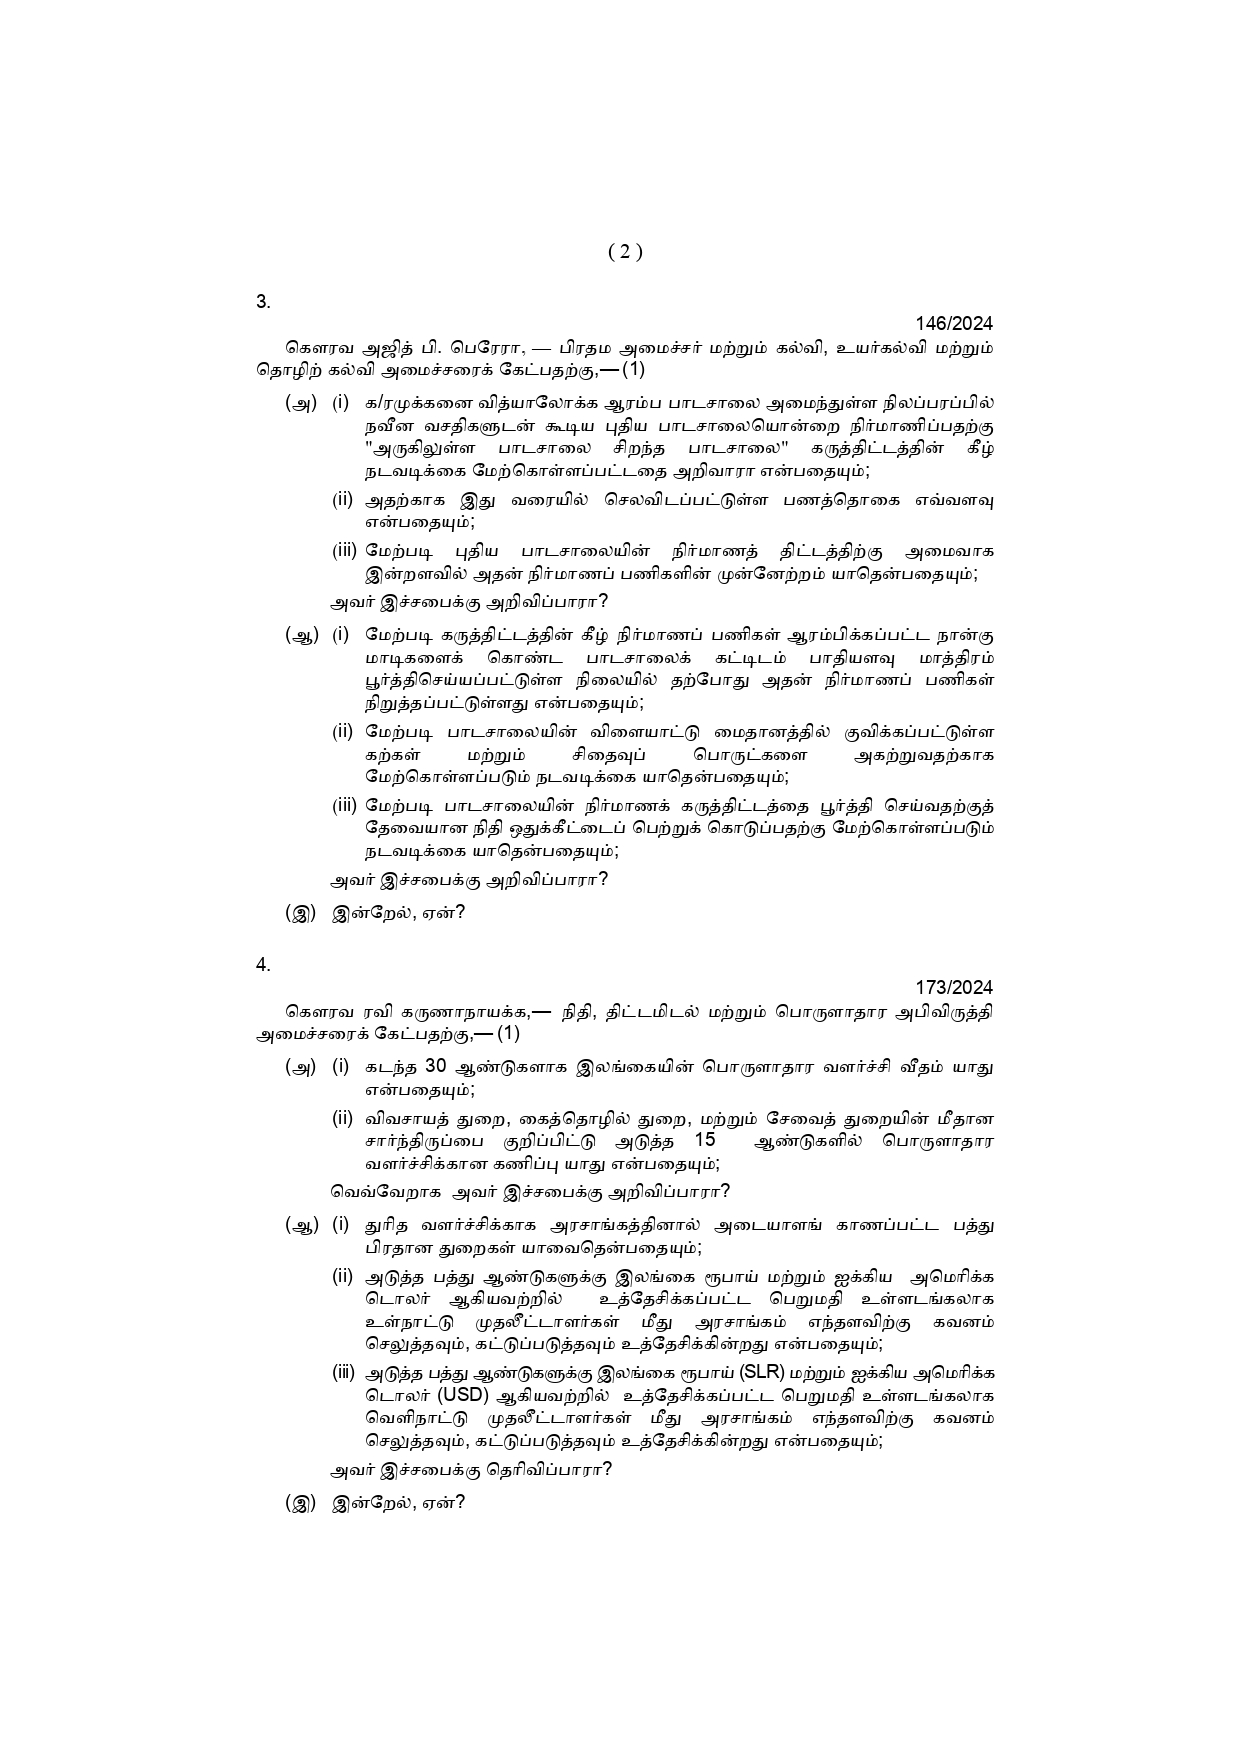 ( 2 )
3.
146/2024
கௌரவ அஜித் பி. பெரேரா, — பிரதம அமைச்சர் மற்றும் கல்வி, உயர்கல்வி மற்றும்
தொழிற் கல்வி அமைச்சரைக் கேட்பதற்கு,— (1)
(அ) (i) க/ரமுக்கனை வித்யாலோக்க ஆரம்ப பாடசாலை அமைந்துள்ள நிலப்பரப்பில்
நவீன வசதிகளுடன் கூடிய புதிய பாடசாலையொன்றை நிர்மாணிப்பதற்கு
"அருகிலுள்ள பாடசாலை சிறந்த பாடசாலை" கருத்திட்டத்தின் கீழ்
நடவடிக்கை மேற்கொள்ளப்பட்டதை அறிவாரா என்பதையும்;
(ii) அதற்காக இது வரையில் செலவிடப்பட்டுள்ள பணத்தொகை எவ்வளவு
என்பதையும்;
(iii) மேற்படி புதிய பாடசாலையின் நிர்மாணத் திட்டத்திற்கு அமைவாக
இன்றளவில் அதன் நிர்மாணப் பணிகளின் முன்னேற்றம் யாதென்பதையும்;
அவர் இச்சபைக்கு அறிவிப்பாரா?
(ஆ) (i) மேற்படி கருத்திட்டத்தின் கீழ் நிர்மாணப் பணிகள் ஆரம்பிக்கப்பட்ட நான்கு
மாடிகளைக் கொண்ட பாடசாலைக் கட்டிடம் பாதியளவு மாத்திரம்
பூர்த்திசெய்யப்பட்டுள்ள நிலையில் தற்போது அதன் நிர்மாணப் பணிகள்
நிறுத்தப்பட்டுள்ளது என்பதையும்;
(ii) மேற்படி பாடசாலையின் விளையாட்டு மைதானத்தில் குவிக்கப்பட்டுள்ள
கற்கள் மற்றும் சிதைவுப் பொருட்களை அகற்றுவதற்காக
மேற்கொள்ளப்படும் நடவடிக்கை யாதென்பதையும்;
(iii) மேற்படி பாடசாலையின் நிர்மாணக் கருத்திட்டத்தை பூர்த்தி செய்வதற்குத்
தேவையான நிதி ஒதுக்கீட்டைப் பெற்றுக் கொடுப்பதற்கு மேற்கொள்ளப்படும்
நடவடிக்கை யாதென்பதையும்;
அவர் இச்சபைக்கு அறிவிப்பாரா?
(இ) இன்றேல், ஏன்?
4.
173/2024
கௌரவ ரவி கருணாநாயக்க,— நிதி, திட்டமிடல் மற்றும் பொருளாதார அபிவிருத்தி
அமைச்சரைக் கேட்பதற்கு,— (1)
(அ) (i) கடந்த 30 ஆண்டுகளாக இலங்கையின் பொருளாதார வளர்ச்சி வீதம் யாது
என்பதையும்;
(ii) விவசாயத் துறை, கைத்தொழில் துறை, மற்றும் சேவைத் துறையின் மீதான
சார்ந்திருப்பை குறிப்பிட்டு அடுத்த 15 ஆண்டுகளில் பொருளாதார
வளர்ச்சிக்கான கணிப்பு யாது என்பதையும்;
வெவ்வேறாக அவர் இச்சபைக்கு அறிவிப்பாரா?
(ஆ) (i) துரித வளர்ச்சிக்காக அரசாங்கத்தினால் அடையாளங் காணப்பட்ட பத்து
பிரதான துறைகள் யாவைதென்பதையும்;
(ii) அடுத்த பத்து ஆண்டுகளுக்கு இலங்கை ரூபாய் மற்றும் ஐக்கிய அமெரிக்க
டொலர் ஆகியவற்றில் உத்தேசிக்கப்பட்ட பெறுமதி உள்ளடங்கலாக
உள்நாட்டு முதலீட்டாளர்கள் மீது அரசாங்கம் எந்தளவிற்கு கவனம்
செலுத்தவும், கட்டுப்படுத்தவும் உத்தேசிக்கின்றது என்பதையும்;
(iii) அடுத்த பத்து ஆண்டுகளுக்கு இலங்கை ரூபாய் (SLR) மற்றும் ஐக்கிய அமெரிக்க
டொலர் (USD) ஆகியவற்றில் உத்தேசிக்கப்பட்ட பெறுமதி உள்ளடங்கலாக
வெளிநாட்டு முதலீட்டாளர்கள் மீது அரசாங்கம் எந்தளவிற்கு கவனம்
செலுத்தவும், கட்டுப்படுத்தவும் உத்தேசிக்கின்றது என்பதையும்;
அவர் இச்சபைக்கு தெரிவிப்பாரா?
(இ) இன்றேல், ஏன்?